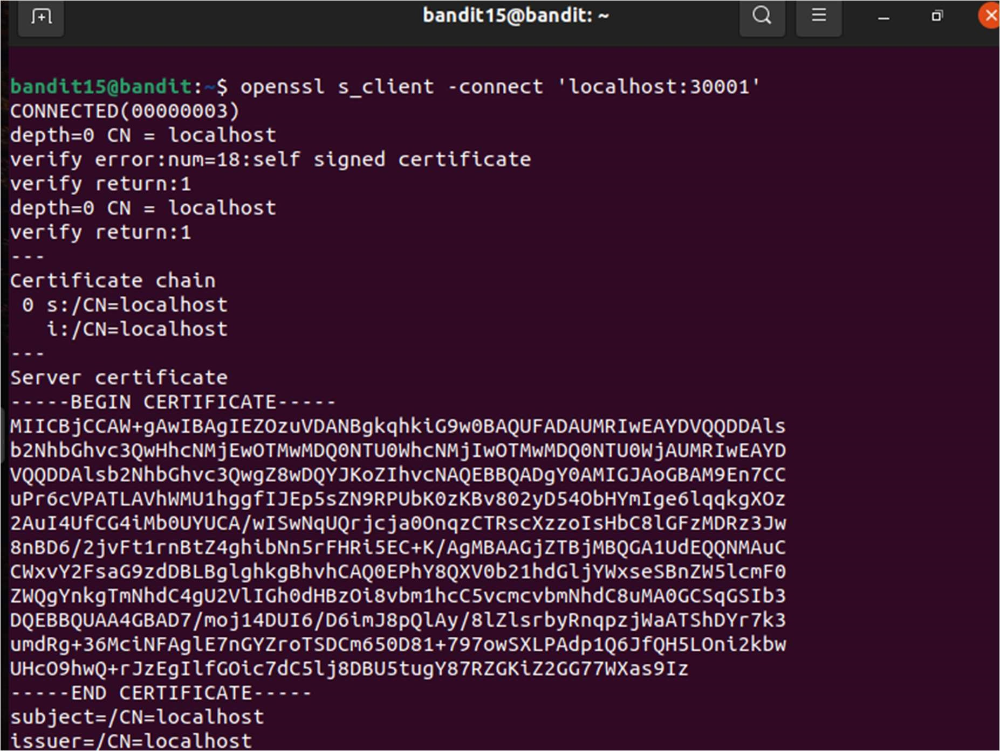 bandit15@bandit: ~
bandit15@bandit:~$ openssl s_client -connect 'localhost:30001'
CONNECTED(00000003)
depth=0 CN = localhost
verify error:num=18:self signed certificate
verify return:1
depth=0 CN = localhost
verify return:1
---
Certificate chain
 0 s:/CN=localhost
   i:/CN=localhost
---
Server certificate
-----BEGIN CERTIFICATE-----
MIICBjCCAW+gAwIBAgIEZOzuVDANBgkqhkiG9w0BAQUFADAUMRIwEAYDVQQDDAls
b2NhbGhvc3QwHhcNMjEwOTMwMDQ0NTU0WhcNMjIwOTMwMDQ0NTU0WjAUMRIwEAYD
VQQDDAlsb2NhbGhvc3QwgZ8wDQYJKoZIhvcNAQEBBQADgY0AMIGJAoGBAM9En7CC
uPr6cVPATLAVhWMU1hggfIJEp5sZN9RPUbK0zKBv802yD54ObHYmIge6lqqkgXOz
2AuI4UfCG4iMb0UYUCA/wISwNqUQrjcja0OnqzCTRscXzzoIsHbC8lGFzMDRz3Jw
8nBD6/2jvFt1rnBtZ4ghibNn5rFHRi5EC+K/AgMBAAGjZTBjMBQGA1UdEQQNMAuC
CWxvY2FsaG9zdDBLBglghkgBhvhCAQ0EPhY8QXV0b21hdGljYWxseSBnZW5lcmF0
ZWQgYnkgTmNhdC4gU2VlIGh0dHBzOi8vbm1hcC5vcmcvbmNhdC8uMA0GCSqGSIb3
DQEBBQUAA4GBAD7/moj14DUI6/D6imJ8pQlAy/8lZlsrbyRnqpzjWaATShDYr7k3
umdRg+36MciNFAglE7nGYZroTSDCm650D81+797owSXLPAdp1Q6JfQH5LOni2kbw
UHcO9hwQ+rJzEgIlfGOic7dC5lj8DBU5tugY87RZGKiZ2GG77WXas9Iz
-----END CERTIFICATE-----
subject=/CN=localhost
issuer=/CN=localhost